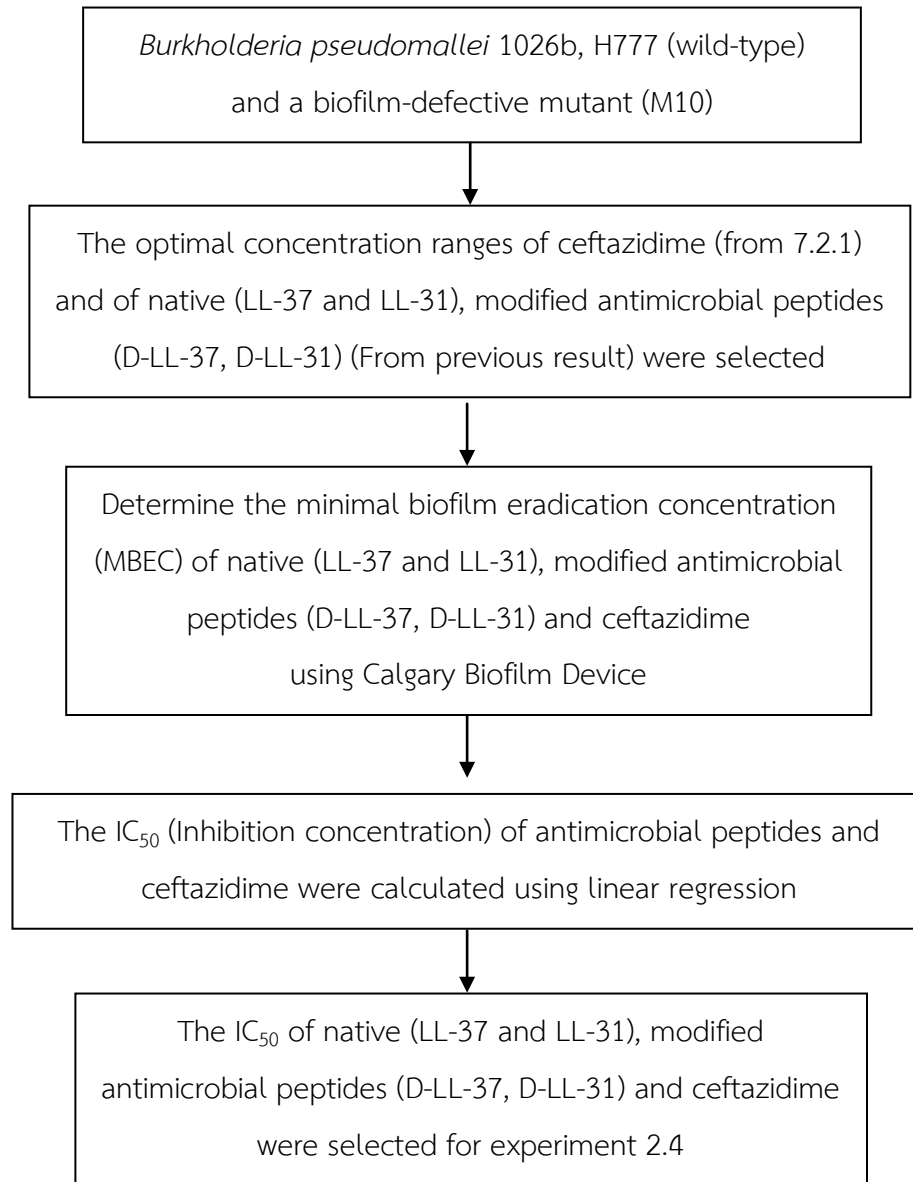 Burkholderia pseudomallei 1026b, H777 (wild-type)
and a biofilm-defective mutant (M10)
The optimal concentration ranges of ceftazidime (from 7.2.1)
and of native (LL-37 and LL-31), modified antimicrobial peptides
(D-LL-37, D-LL-31) (From previous result) were selected
Determine the minimal biofilm eradication concentration
(MBEC) of native (LL-37 and LL-31), modified antimicrobial
peptides (D-LL-37, D-LL-31) and ceftazidime
using Calgary Biofilm Device
The IC₅₀ (Inhibition concentration) of antimicrobial peptides and
ceftazidime were calculated using linear regression
The IC₅₀ of native (LL-37 and LL-31), modified
antimicrobial peptides (D-LL-37, D-LL-31) and ceftazidime
were selected for experiment 2.4